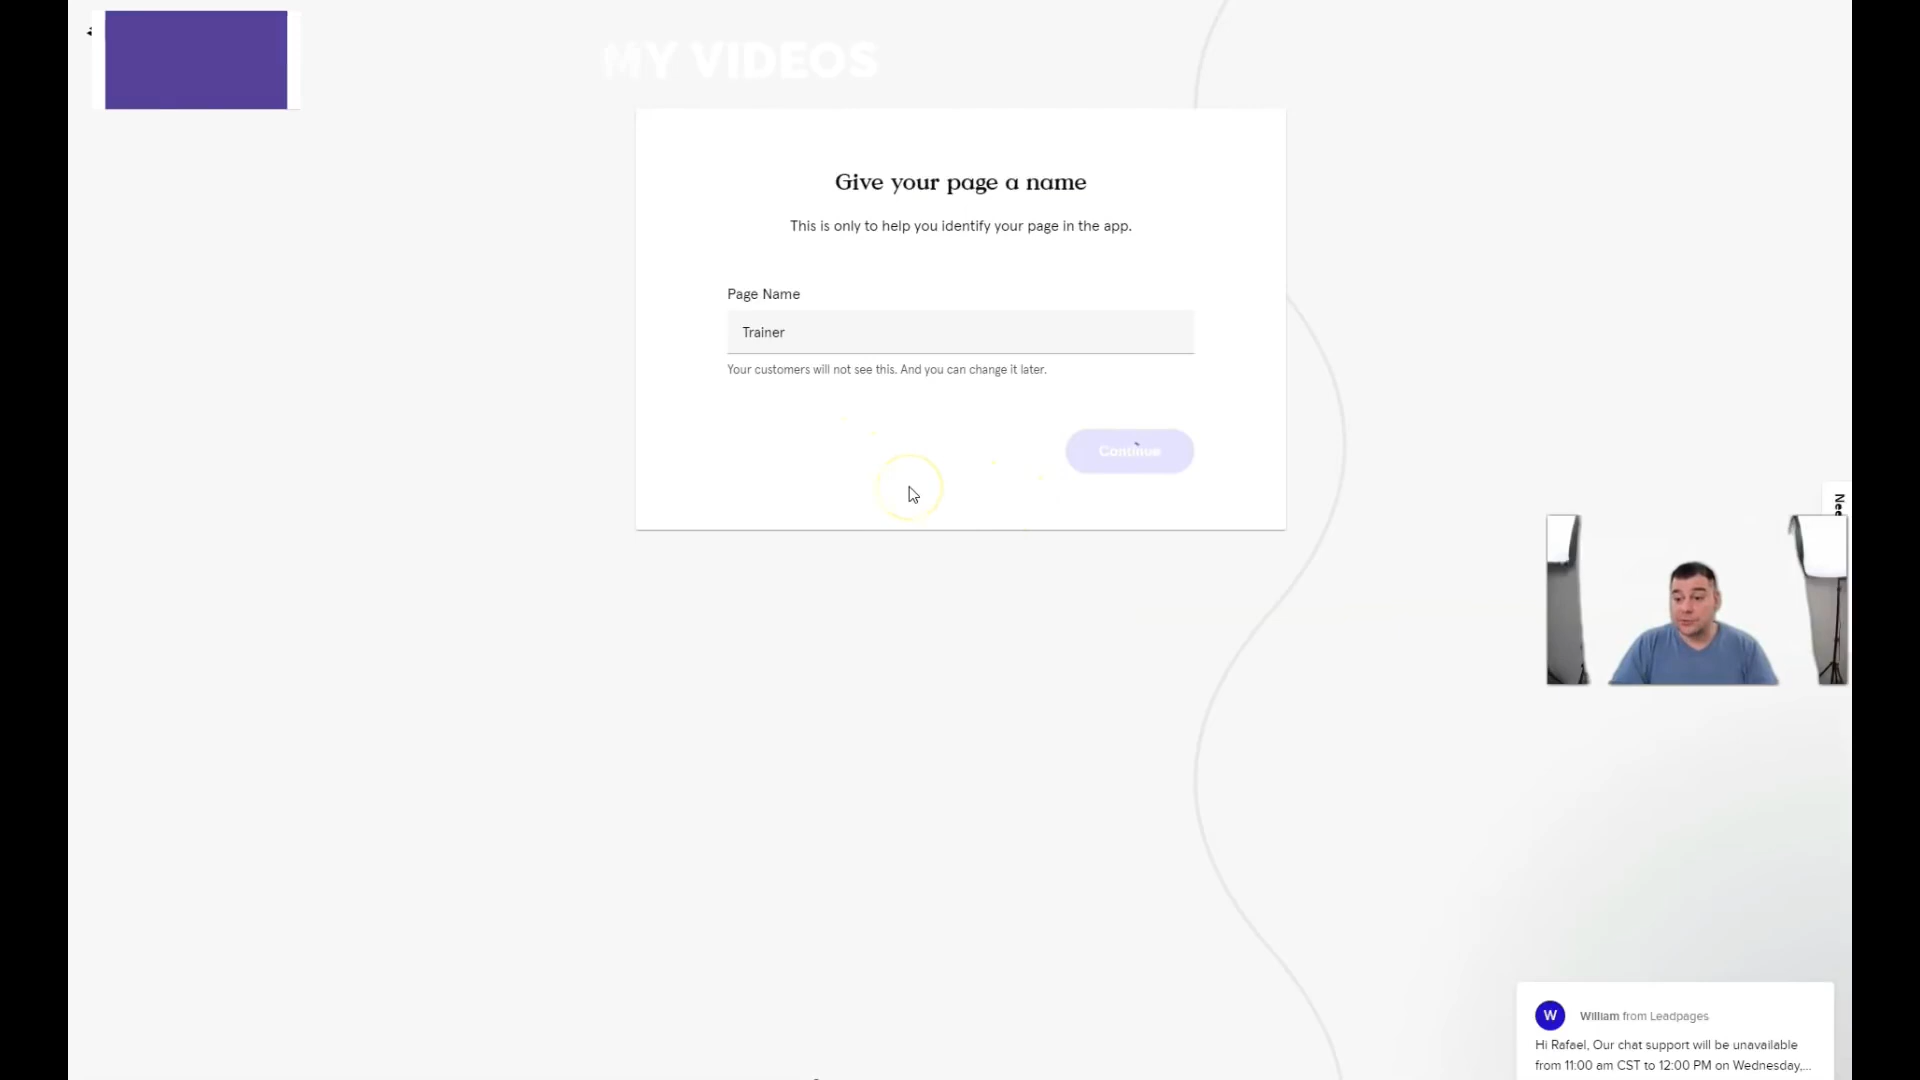 MY VIDEOS
Give your page a name
This is only to help you identify your page in the app.
Page Name
Trainer
Your customers will not see this. And you can change it later.
Continue
Nee
W
William from Leadpages
Hi Rafael, Our chat support will be unavailable
from 11:00 am CST to 12:00 PM on Wednesday,...